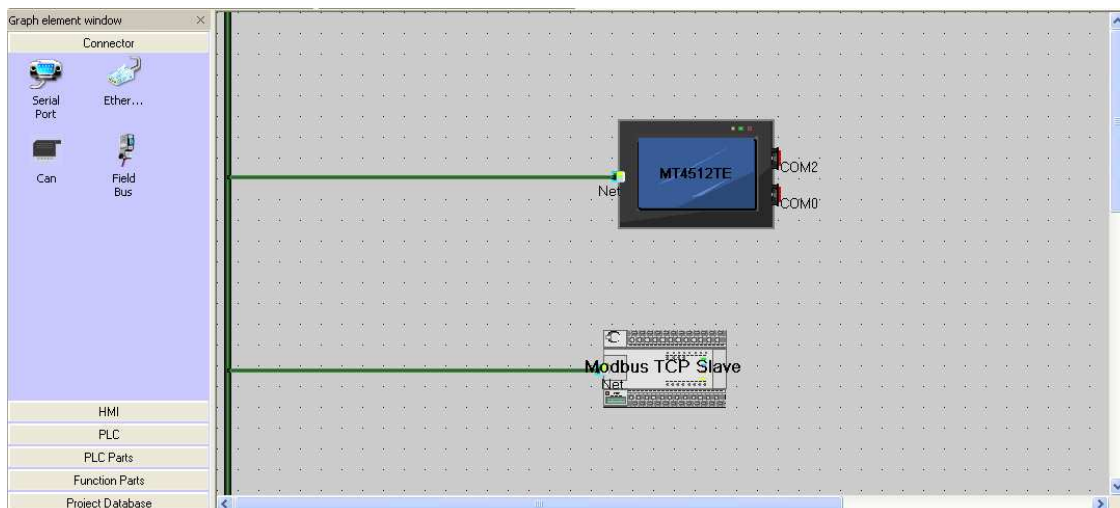 Graph element window
Connector
Serial Port
Ether...
Can
Field Bus
HMI
PLC
PLC Parts
Function Parts
Project Database
MT4512TE
Net
COM2
COM0
Modbus TCP Slave
Net